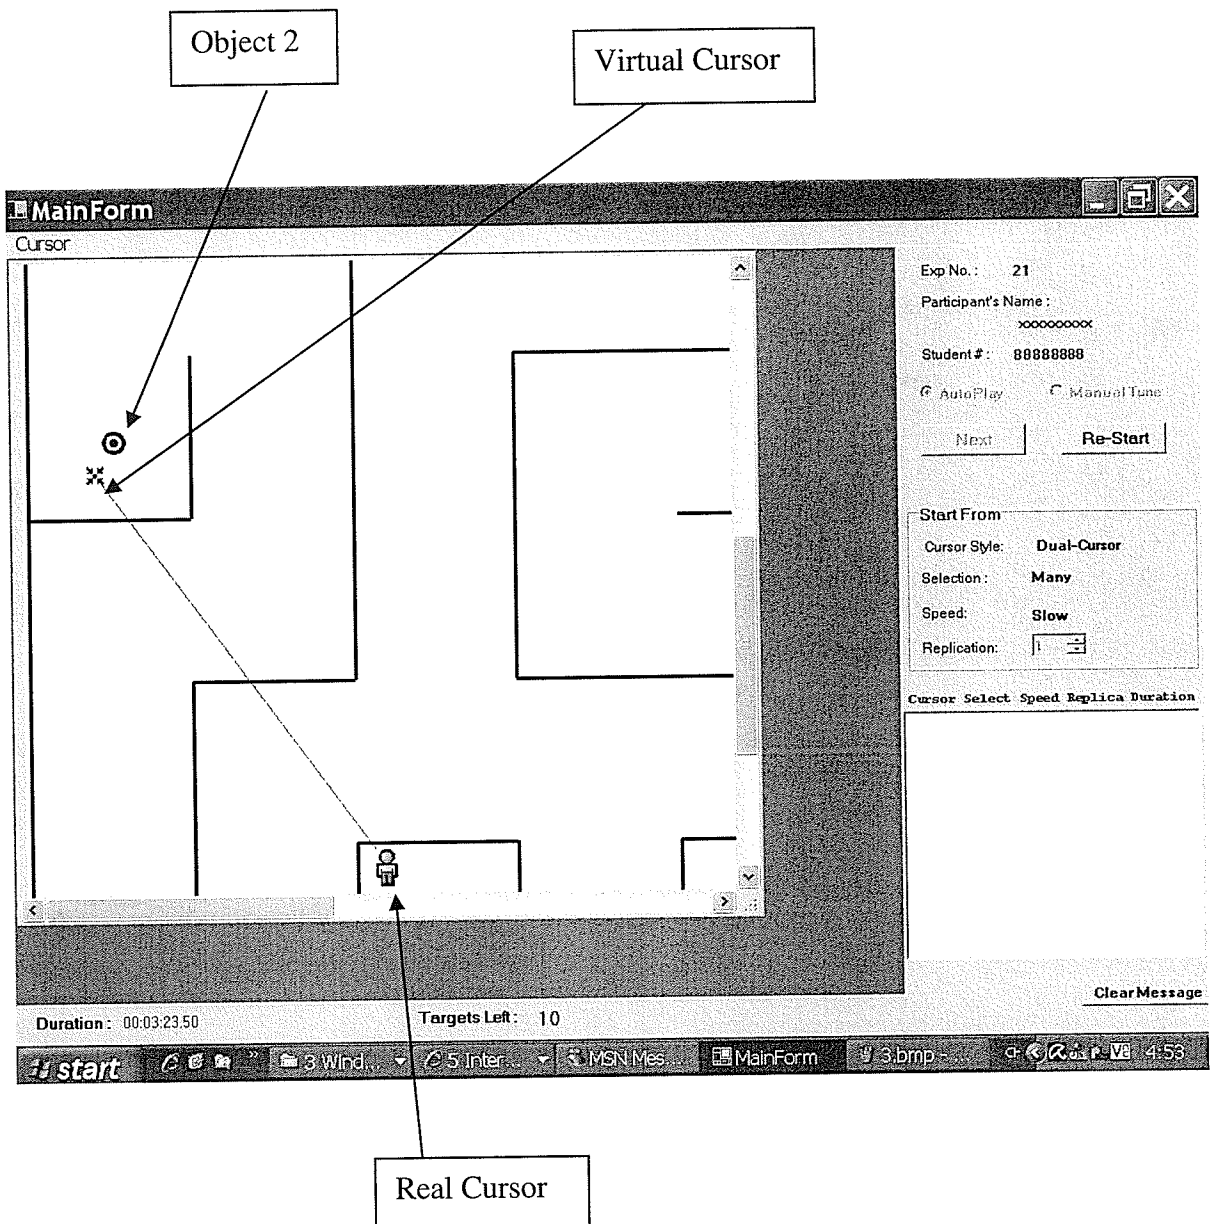 Object 2
Virtual Cursor
MainForm
Cursor
Exp No. : 21
Participant's Name :
xxxxxxxxx
Student # : 88888888
AutoPlay Manual Tune
Next Re-Start
Start From
Cursor Style: Dual-Cursor
Selection : Many
Speed: Slow
Replication: 1
Cursor Select Speed Replica Duration
ClearMessage
Duration : 00:03:23.50 Targets Left : 10
start 3 Wind... 5 Inter... MSN Mes... MainForm 3.bmp - ... 4:53
Real Cursor